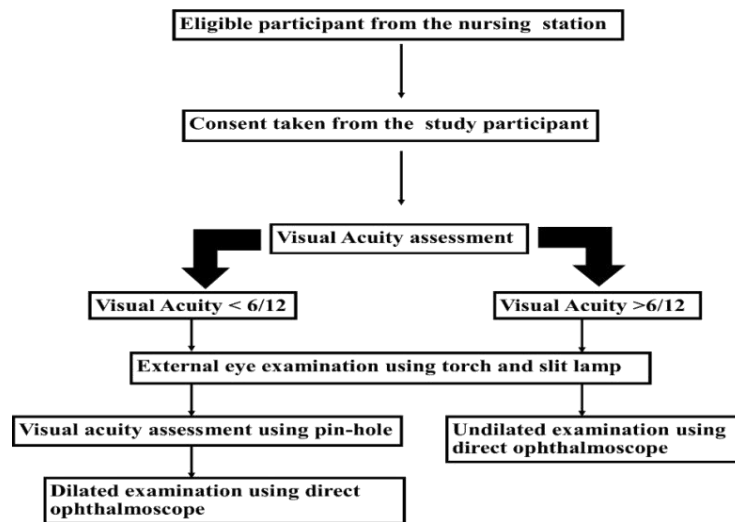 Eligible participant from the nursing station
Consent taken from the study participant
Visual Acuity assessment
Visual Acuity < 6/12
Visual Acuity >6/12
External eye examination using torch and slit lamp
Visual acuity assessment using pin-hole
Undilated examination using
direct ophthalmoscope
Dilated examination using direct
ophthalmoscope